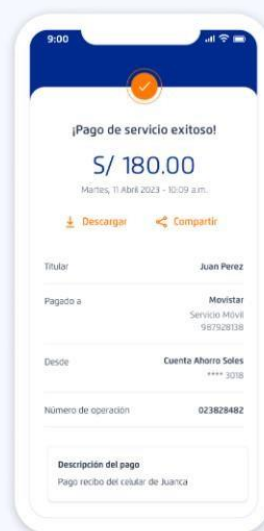 9:00
¡Pago de servicio exitoso!
S/ 180.00
Martes, 11 Abril 2023 - 10:09 a.m.
Descargar Compartir
Titular Juan Perez
Pagado a Movistar
Servicio Móvil
987928138
Desde Cuenta Ahorro Soles
**** 3018
Número de operación 023828482
Descripción del pago
Pago recibo del celular de Juanca